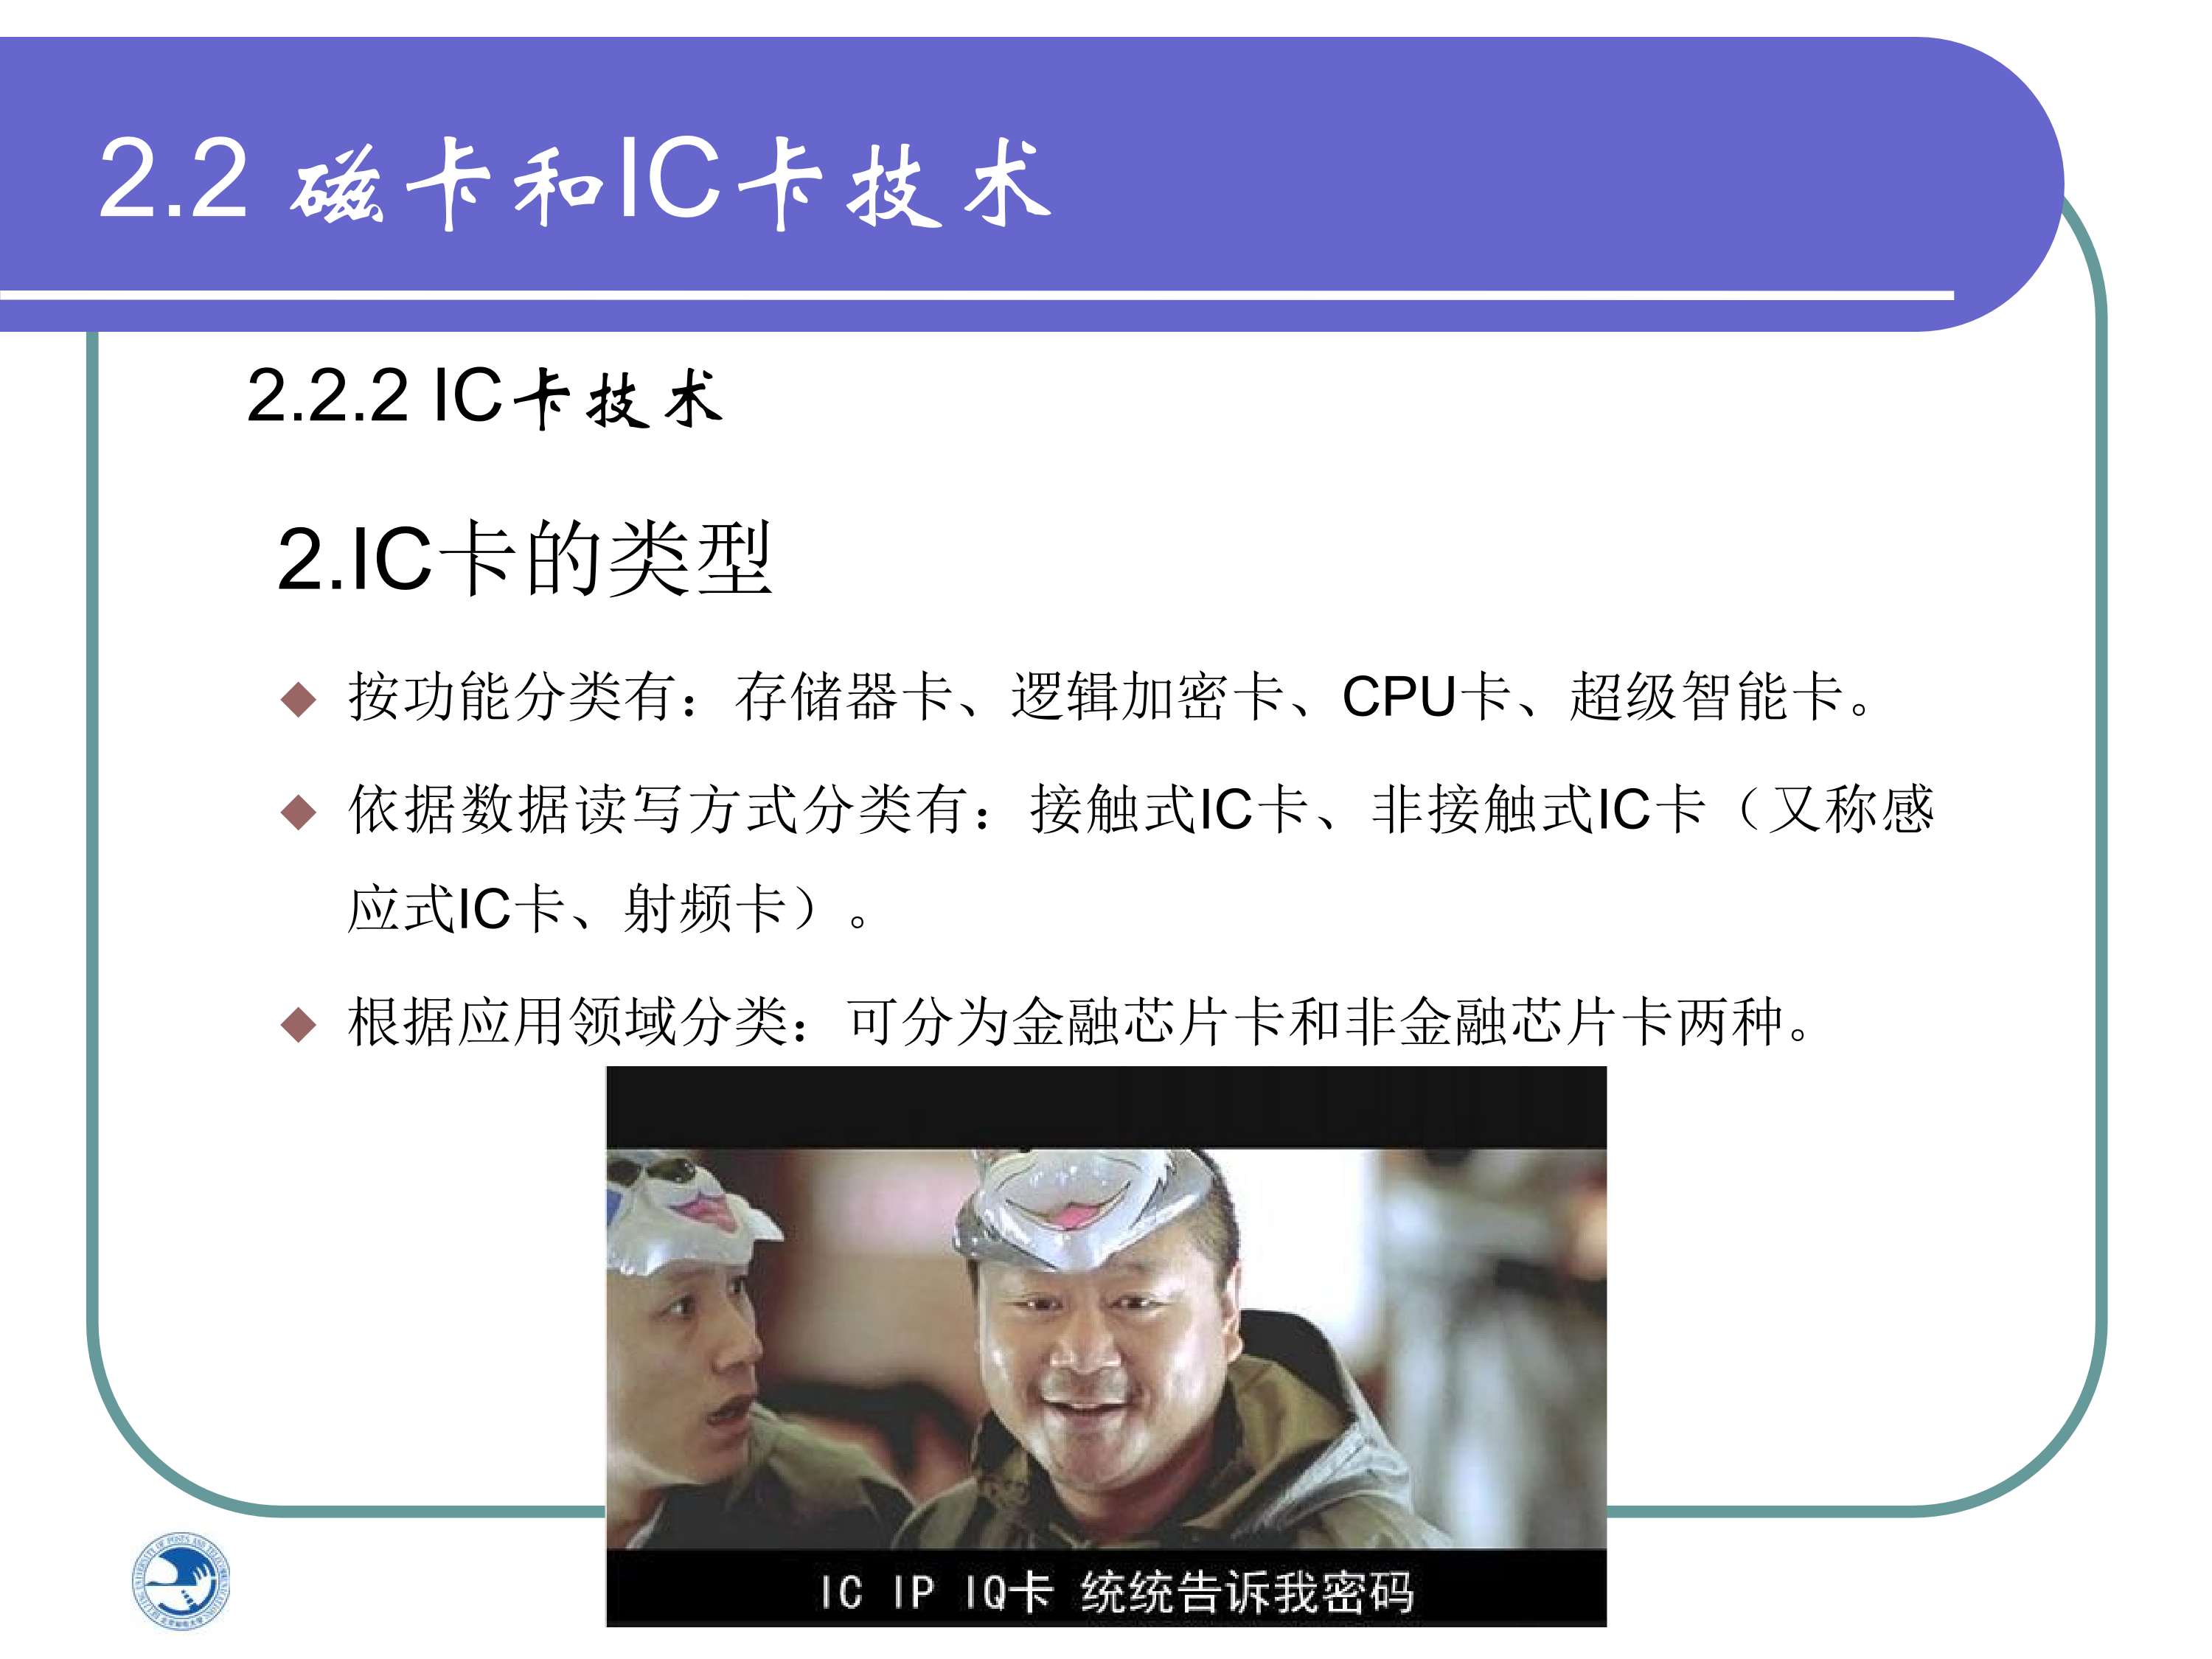 2.2 磁卡和IC卡技术
2.2.2 IC卡技术
2.IC卡的类型
按功能分类有：存储器卡、逻辑加密卡、CPU卡、超级智能卡。
依据数据读写方式分类有：接触式IC卡、非接触式IC卡（又称感
应式IC卡、射频卡）。
根据应用领域分类：可分为金融芯片卡和非金融芯片卡两种。
IC IP IQ卡 统统告诉我密码